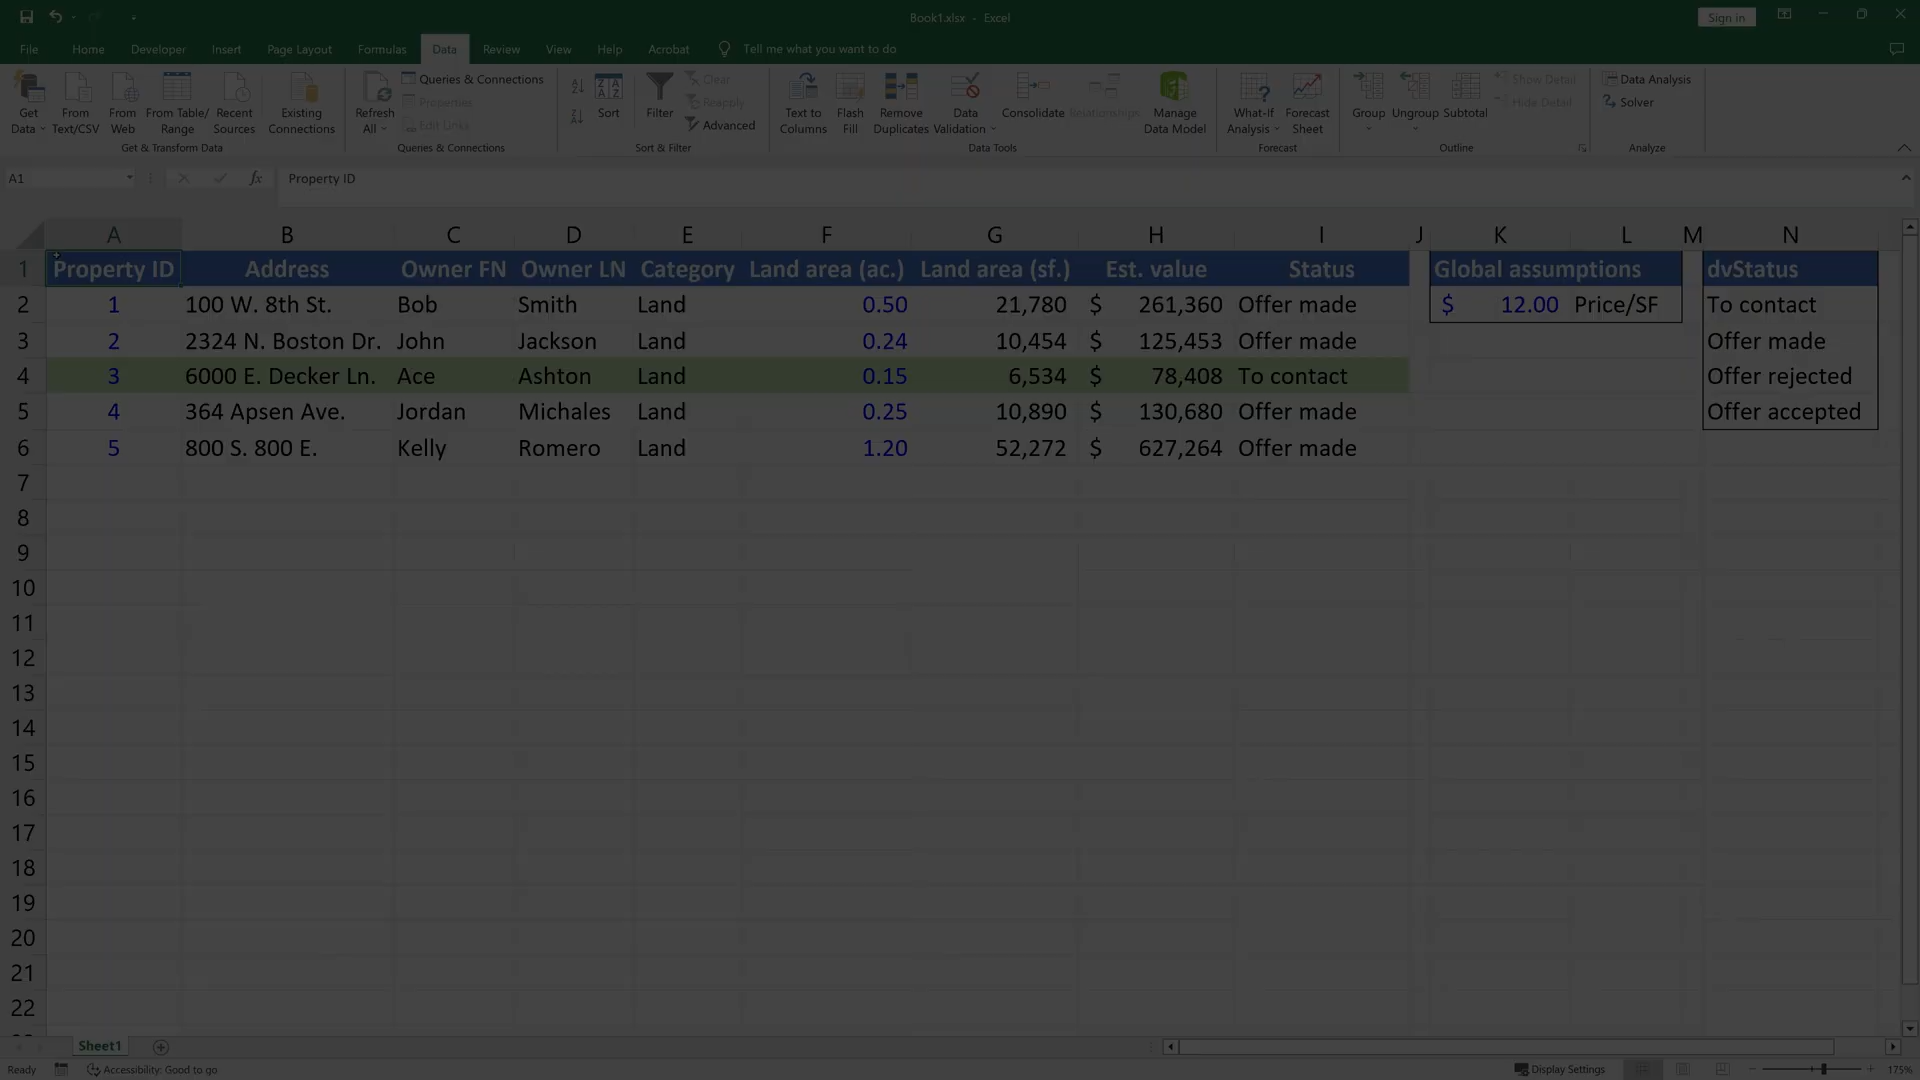 Book1.xlsx - Excel
Sign in
File Home Developer Insert Page Layout Formulas Data Review View Help Acrobat Tell me what you want to do
Get Data
From Text/CSV
From Web
From Table/ Range
Recent Sources
Existing Connections
Get & Transform Data
Refresh All
Queries & Connections
Properties
Edit Links
Queries & Connections
Sort
Filter
Clear
Reapply
Advanced
Sort & Filter
Text to Columns
Flash Fill
Remove Duplicates
Data Validation
Consolidate
Relationships
Manage Data Model
Data Tools
What-If Analysis
Forecast Sheet
Forecast
Group
Ungroup
Subtotal
Show Detail
Hide Detail
Outline
Data Analysis
Solver
Analyze
A1 fx Property ID
A B C D E F G H I J K L M N
1 Property ID Address Owner FN Owner LN Category Land area (ac.) Land area (sf.) Est. value Status Global assumptions dvStatus
2 1 100 W. 8th St. Bob Smith Land 0.50 21,780 $ 261,360 Offer made $ 12.00 Price/SF To contact
3 2 2324 N. Boston Dr. John Jackson Land 0.24 10,454 $ 125,453 Offer made Offer made
4 3 6000 E. Decker Ln. Ace Ashton Land 0.15 6,534 $ 78,408 To contact Offer rejected
5 4 364 Apsen Ave. Jordan Michales Land 0.25 10,890 $ 130,680 Offer made Offer accepted
6 5 800 S. 800 E. Kelly Romero Land 1.20 52,272 $ 627,264 Offer made
7
8
9
10
11
12
13
14
15
16
17
18
19
20
21
22
Sheet1
Ready Accessibility: Good to go Display Settings 175%